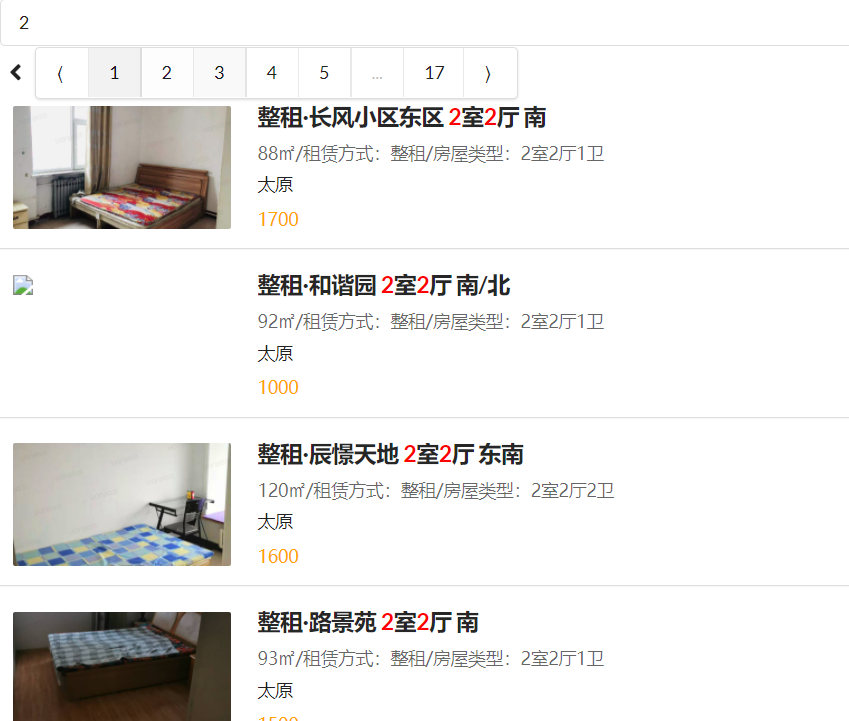 2
⟨ 1 2 3 4 5 ... 17 ⟩
整租·长风小区东区 2室2厅 南
88㎡/租赁方式：整租/房屋类型：2室2厅1卫
太原
1700
整租·和谐园 2室2厅 南/北
92㎡/租赁方式：整租/房屋类型：2室2厅1卫
太原
1000
整租·辰憬天地 2室2厅 东南
120㎡/租赁方式：整租/房屋类型：2室2厅2卫
太原
1600
整租·路景苑 2室2厅 南
93㎡/租赁方式：整租/房屋类型：2室2厅1卫
太原
1500